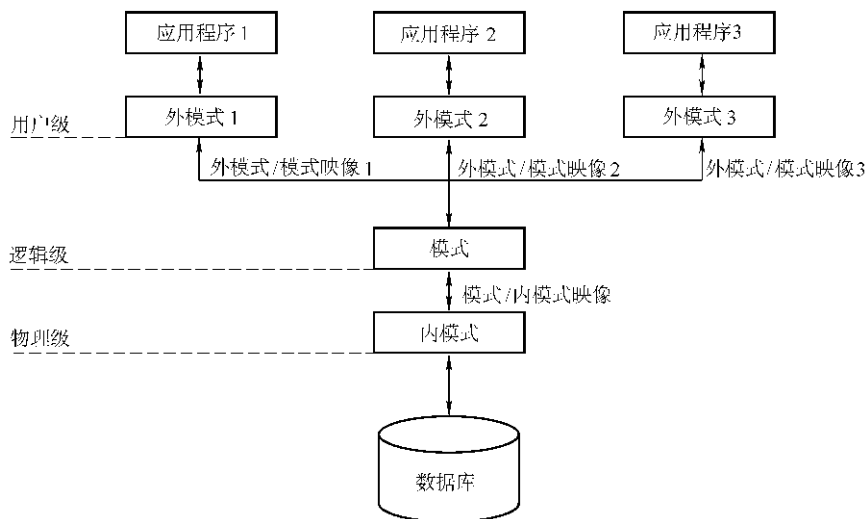 应用程序1
应用程序2
应用程序3
用户级
外模式1
外模式2
外模式3
外模式/模式映像1
外模式/模式映像2
外模式/模式映像3
逻辑级
模式
模式/内模式映像
物理级
内模式
数据库